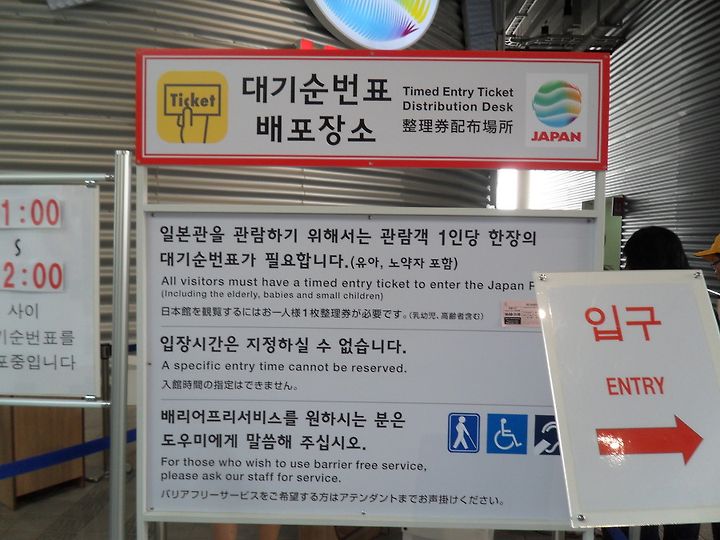 Ticket
대기순번표
배포장소
Timed Entry Ticket
Distribution Desk
整理券配布場所
JAPAN
1:00
2:00
사이
기순번표를
포중입니다
일본관을 관람하기 위해서는 관람객 1인당 한장의
대기순번표가 필요합니다.(유아, 노약자 포함)
All visitors must have a timed entry ticket to enter the Japan P
(Including the elderly, babies and small children)
日本館を観覧するにはお一人様1枚整理券が必要です。(乳幼児、高齢者含む)
입장시간은 지정하실 수 없습니다.
A specific entry time cannot be reserved.
入館時間の指定はできません。
배리어프리서비스를 원하시는 분은
도우미에게 말씀해 주십시오.
For those who wish to use barrier free service,
please ask our staff for service.
バリアフリーサービスをご希望する方はアテンダントまでお声掛けください。
입구
ENTRY